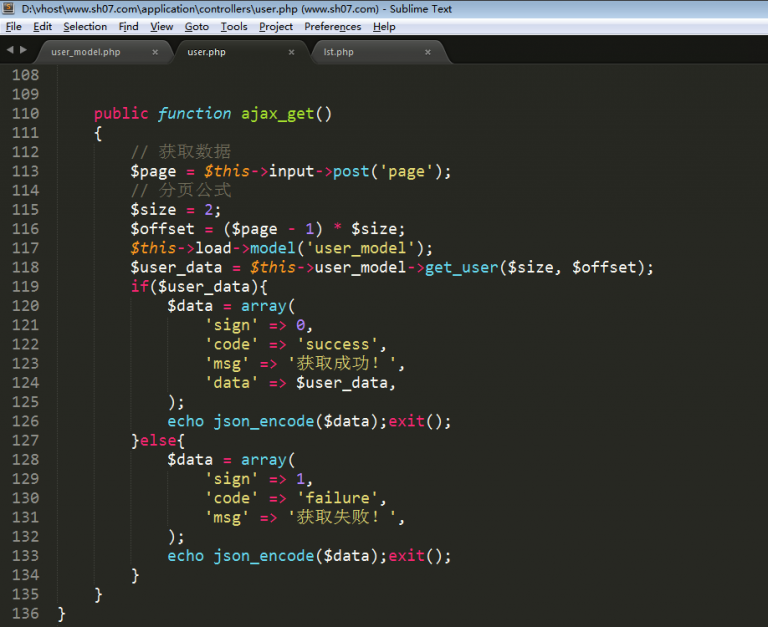 D:\vhost\www.sh07.com\application\controllers\user.php (www.sh07.com) - Sublime Text
File Edit Selection Find View Goto Tools Project Preferences Help
user_model.php × user.php × lst.php ×
108
109
110 public function ajax_get()
111 {
112 // 获取数据
113 $page = $this->input->post('page');
114 // 分页公式
115 $size = 2;
116 $offset = ($page - 1) * $size;
117 $this->load->model('user_model');
118 $user_data = $this->user_model->get_user($size, $offset);
119 if($user_data){
120 $data = array(
121 'sign' => 0,
122 'code' => 'success',
123 'msg' => '获取成功！',
124 'data' => $user_data,
125 );
126 echo json_encode($data);exit();
127 }else{
128 $data = array(
129 'sign' => 1,
130 'code' => 'failure',
131 'msg' => '获取失败！',
132 );
133 echo json_encode($data);exit();
134 }
135 }
136 }